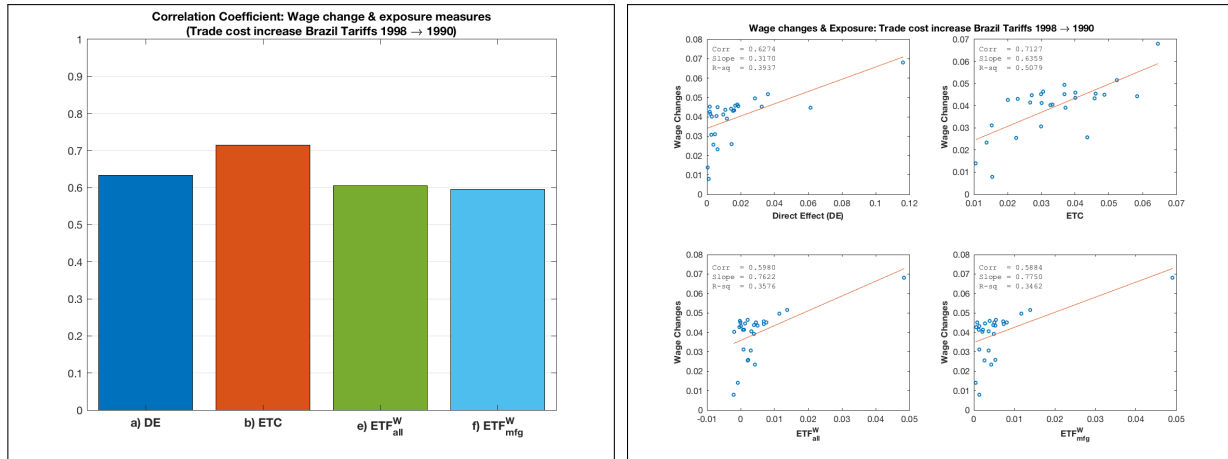 Correlation Coefficient: Wage change & exposure measures
(Trade cost increase Brazil Tariffs 1998 → 1990)
1
0.9
0.8
0.7
0.6
0.5
0.4
0.3
0.2
0.1
0
a) DE
b) ETC
e) ETF^W_all
f) ETF^W_mfg
Wage changes & Exposure: Trade cost increase Brazil Tariffs 1998 → 1990
Corr = 0.6274
Slope = 0.3170
R-sq = 0.3937
Wage Changes
0.08
0.07
0.06
0.05
0.04
0.03
0.02
0.01
0
0 0.02 0.04 0.06 0.08 0.1 0.12
Direct Effect (DE)
Corr = 0.7127
Slope = 0.6359
R-sq = 0.5079
Wage Changes
0.07
0.06
0.05
0.04
0.03
0.02
0.01
0
0.01 0.02 0.03 0.04 0.05 0.06 0.07
ETC
Corr = 0.5980
Slope = 0.7622
R-sq = 0.3576
Wage Changes
0.08
0.07
0.06
0.05
0.04
0.03
0.02
0.01
0
-0.01 0 0.01 0.02 0.03 0.04 0.05
ETF^W_all
Corr = 0.5884
Slope = 0.7750
R-sq = 0.3462
Wage Changes
0.08
0.07
0.06
0.05
0.04
0.03
0.02
0.01
0
0 0.01 0.02 0.03 0.04 0.05
ETF^W_mfg